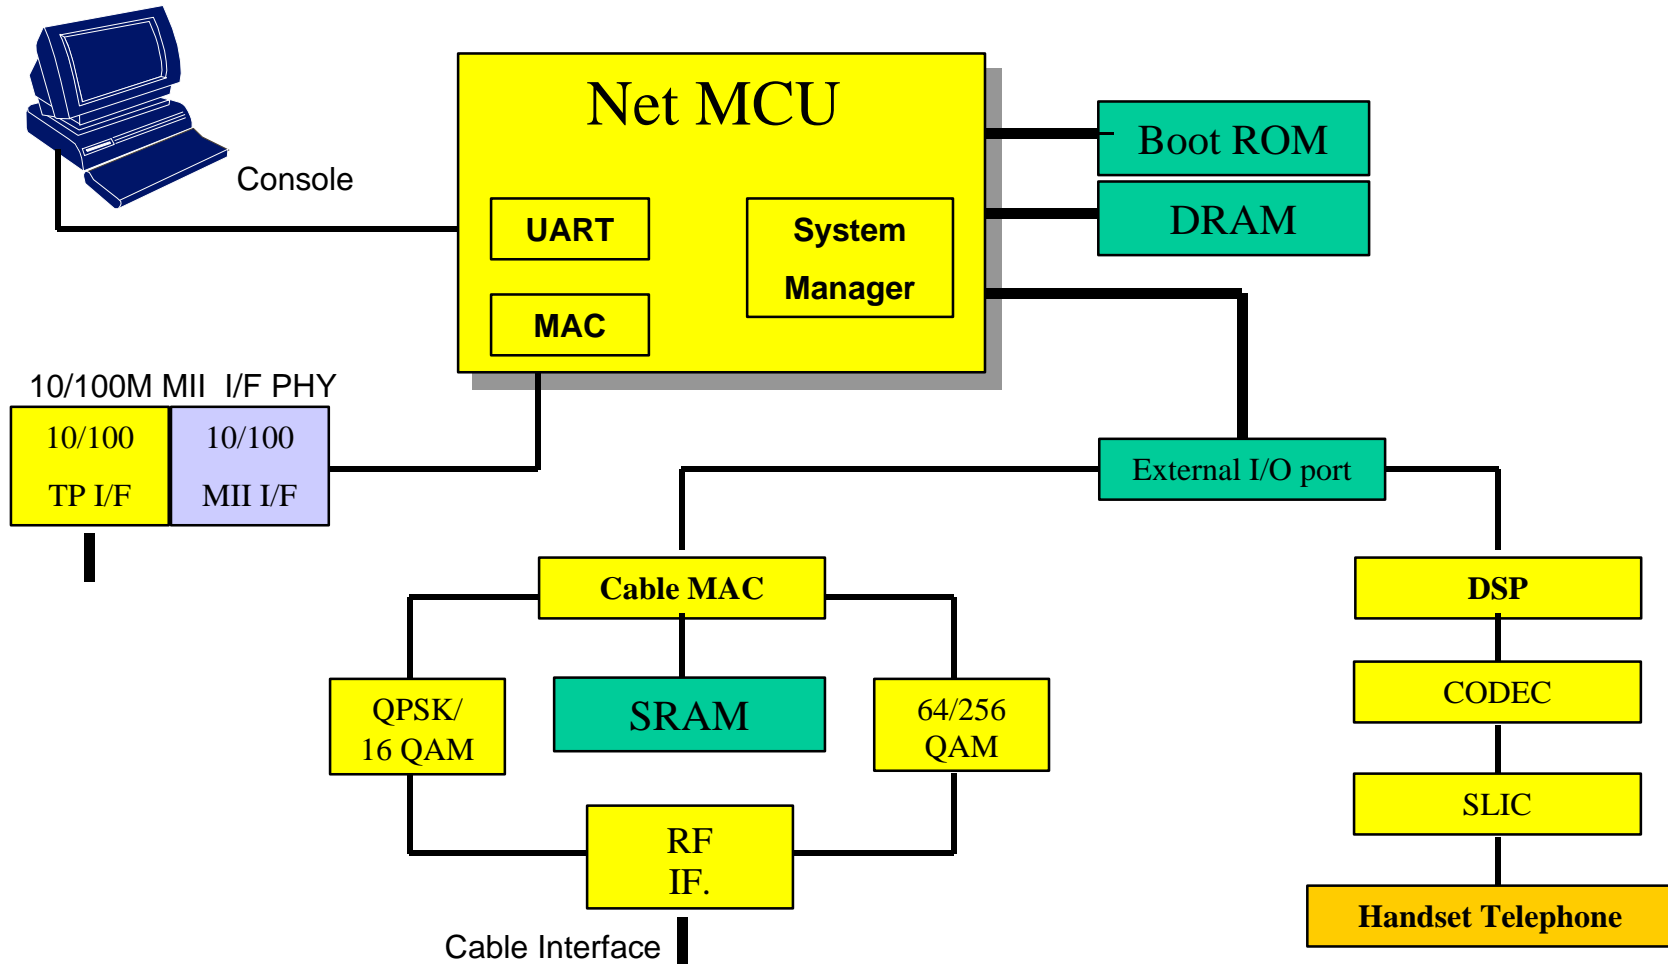 Net MCU
Boot ROM
Console
UART
System
Manager
DRAM
MAC
10/100M MII  I/F PHY
10/100
TP I/F
10/100
MII I/F
External I/O port
Cable MAC
DSP
QPSK/
16 QAM
SRAM
64/256
QAM
CODEC
SLIC
RF
IF.
Handset Telephone
Cable Interface